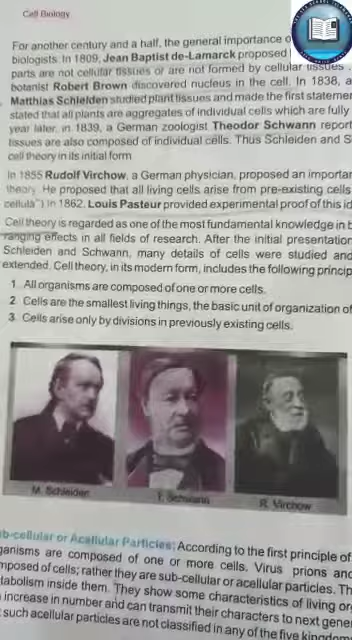 Cell Biology
For another century and a half, the general importance o
biologists. In 1809, Jean Baptist de-Lamarck proposed
parts are not cellular tissues or are not formed by cellular tissues .
botanist Robert Brown discovered nucleus in the cell. In 1838, a
Matthias Schleiden studied plant tissues and made the first statemer
stated that all plants are aggregates of individual cells which are fully
year later, in 1839, a German zoologist Theodor Schwann report
tissues are also composed of individual cells. Thus Schleiden and S
cell theory in its initial form
In 1855 Rudolf Virchow, a German physician, proposed an importar
theory. He proposed that all living cells arise from pre-existing cells
cellula") In 1862, Louis Pasteur provided experimental proof of this id
Cell theory is regarded as one of the most fundamental knowledge in b
ranging effects in all fields of research. After the initial presentation
Schleiden and Schwann, many details of cells were studied and
extended. Cell theory, in its modern form, includes the following princip
1. All organisms are composed of one or more cells.
2. Cells are the smallest living things, the basic unit of organization of
3. Cells arise only by divisions in previously existing cells.
M. Schleiden T. Schwann R. Virchow
b-cellular or Acellular Particles: According to the first principle of
ganisms are composed of one or more cells. Virus prions and
mposed of cells; rather they are sub-cellular or acellular particles. Th
tabolism inside them. They show some characteristics of living or
increase in number and can transmit their characters to next gene
such acellular particles are not classified in any of the five kingdom